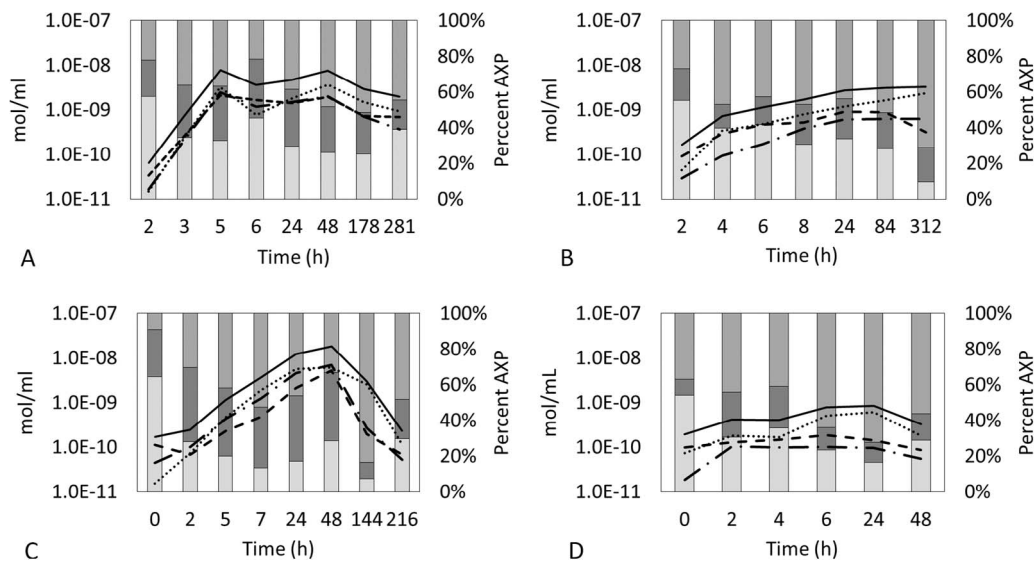 1.0E-07
1.0E-08
1.0E-09
1.0E-10
1.0E-11
mol/ml
100%
80%
60%
40%
20%
0%
Percent AXP
2 3 5 6 24 48 178 281
Time (h)
A
1.0E-07
1.0E-08
1.0E-09
1.0E-10
1.0E-11
mol/ml
100%
80%
60%
40%
20%
0%
Percent AXP
2 4 6 8 24 84 312
Time (h)
B
1.0E-07
1.0E-08
1.0E-09
1.0E-10
1.0E-11
mol/ml
100%
80%
60%
40%
20%
0%
Percent AXP
0 2 5 7 24 48 144 216
Time (h)
C
1.0E-07
1.0E-08
1.0E-09
1.0E-10
1.0E-11
mol/mL
100%
80%
60%
40%
20%
0%
Percent AXP
0 2 4 6 24 48
Time (h)
D